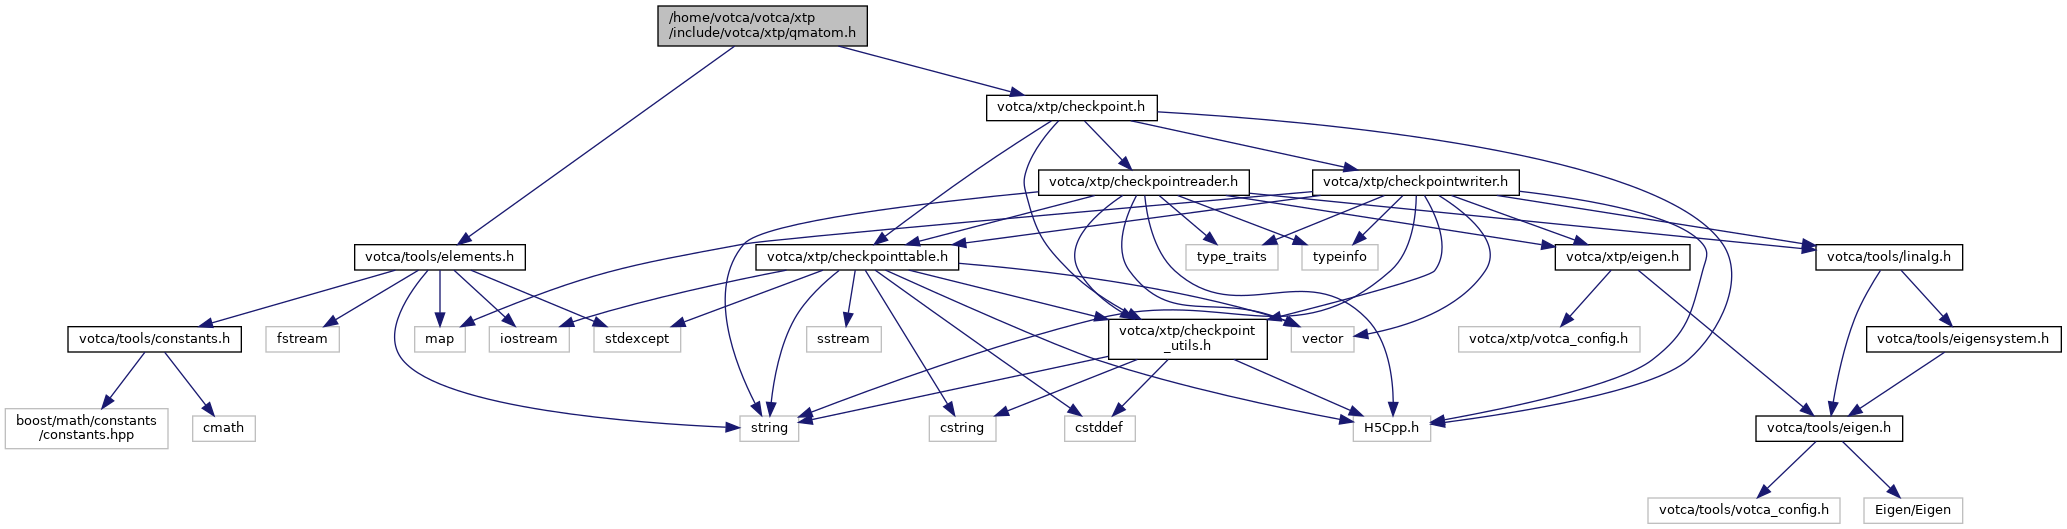 /home/votca/votca/xtp
/include/votca/xtp/qmatom.h
votca/xtp/checkpoint.h
votca/xtp/checkpointreader.h
votca/xtp/checkpointwriter.h
votca/tools/elements.h
votca/xtp/checkpointtable.h
type_traits
typeinfo
votca/xtp/eigen.h
votca/tools/linalg.h
votca/tools/constants.h
fstream
map
iostream
stdexcept
sstream
votca/xtp/checkpoint
_utils.h
vector
votca/xtp/votca_config.h
votca/tools/eigensystem.h
boost/math/constants
/constants.hpp
cmath
string
cstring
cstddef
H5Cpp.h
votca/tools/eigen.h
votca/tools/votca_config.h
Eigen/Eigen